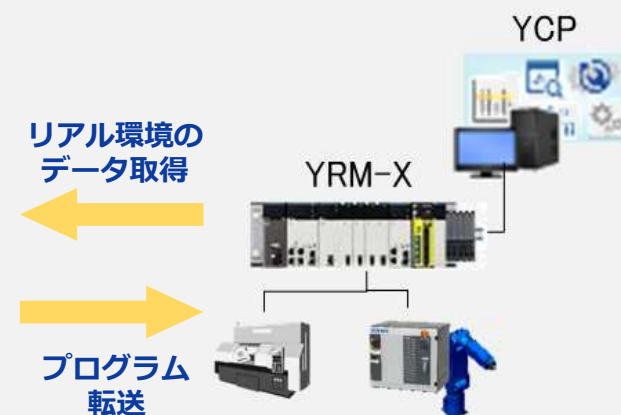 YCP
リアル環境の
データ取得
YRM-X
プログラム
転送